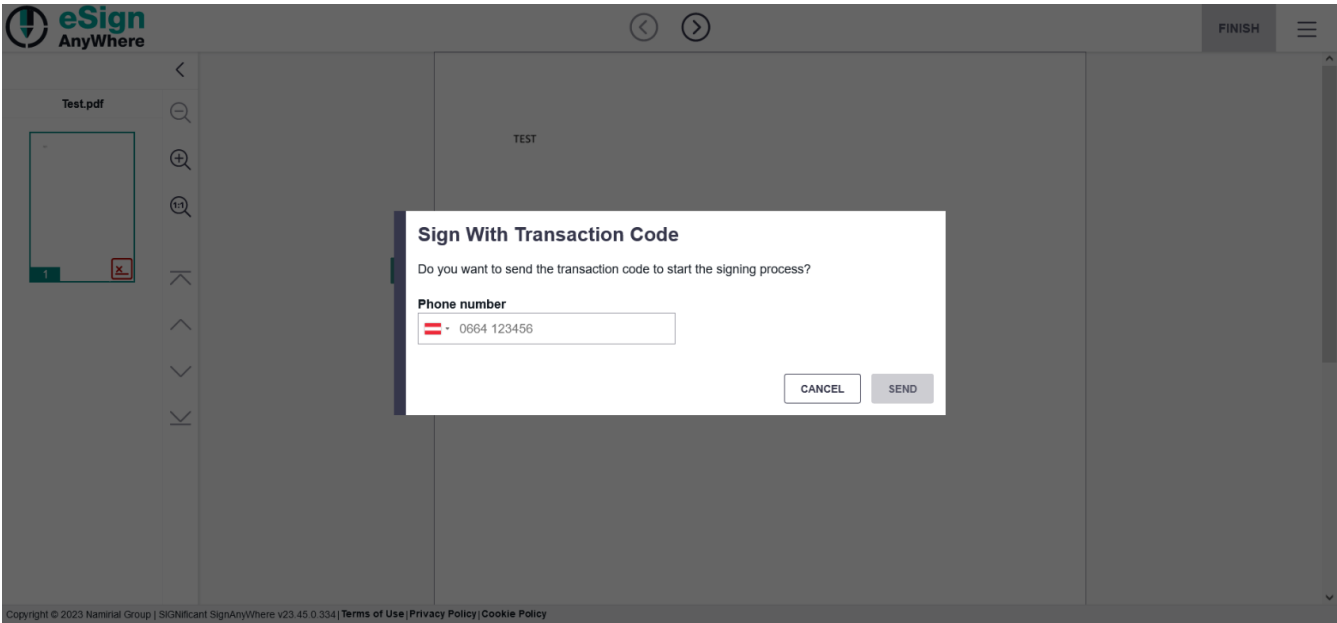 eSign
AnyWhere
FINISH
Test.pdf
1:1
TEST
x
1
Sign With Transaction Code
Do you want to send the transaction code to start the signing process?
Phone number
0664 123456
CANCEL
SEND
Copyright © 2023 Namirial Group | SIGNificant SignAnyWhere v23.45.0.334 | Terms of Use | Privacy Policy | Cookie Policy